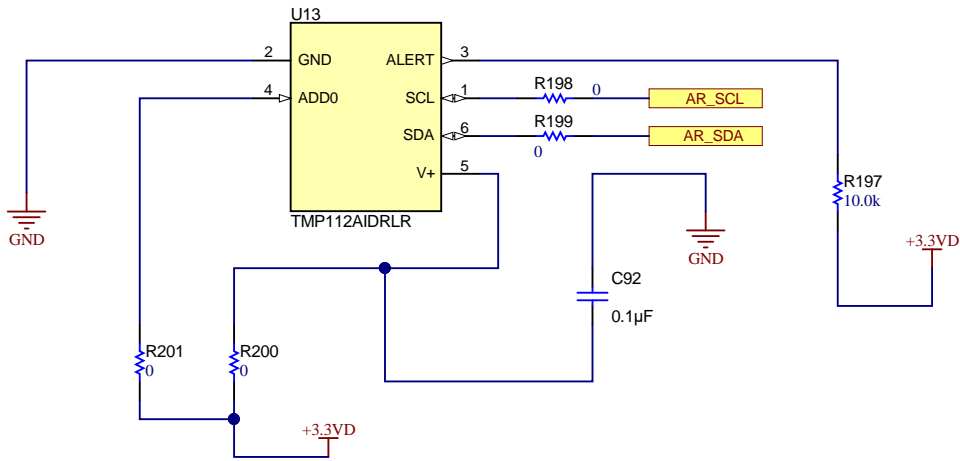 U13
2 GND ALERT 3
4 ADD0 SCL 1 R198 0 AR_SCL
SDA 6 R199 0 AR_SDA
V+ 5
TMP112AIDRLR
R197
10.0k
GND
GND
+3.3VD
C92
0.1µF
R201
0
R200
0
+3.3VD